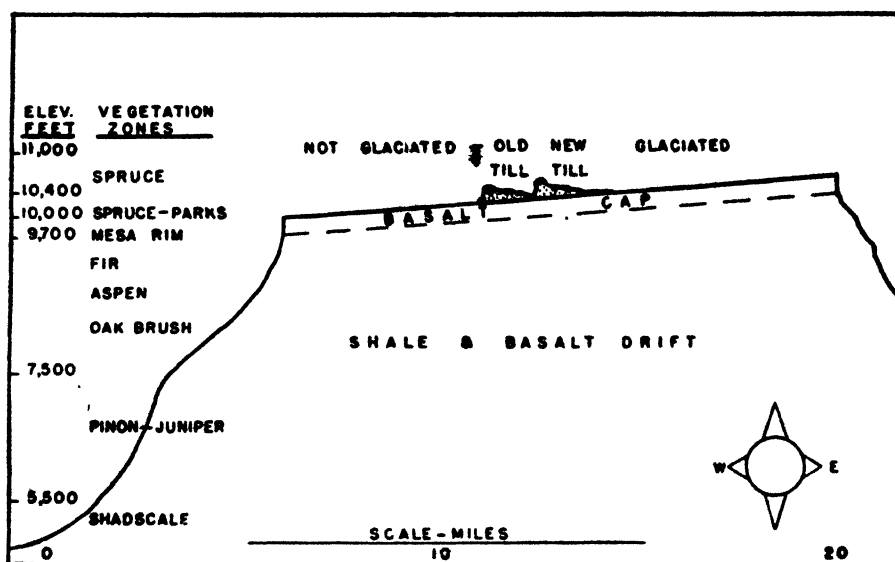 ELEV. VEGETATION
FEET ZONES
11,000
NOT GLACIATED OLD NEW GLACIATED
TILL TILL
SPRUCE
10,400
10,000 SPRUCE-PARKS
BASAL CAP
9,700 MESA RIM
FIR
ASPEN
OAK BRUSH
SHALE & BASALT DRIFT
7,500
PINON-JUNIPER
W E
5,500
SHADSCALE
SCALE-MILES
0 10 20